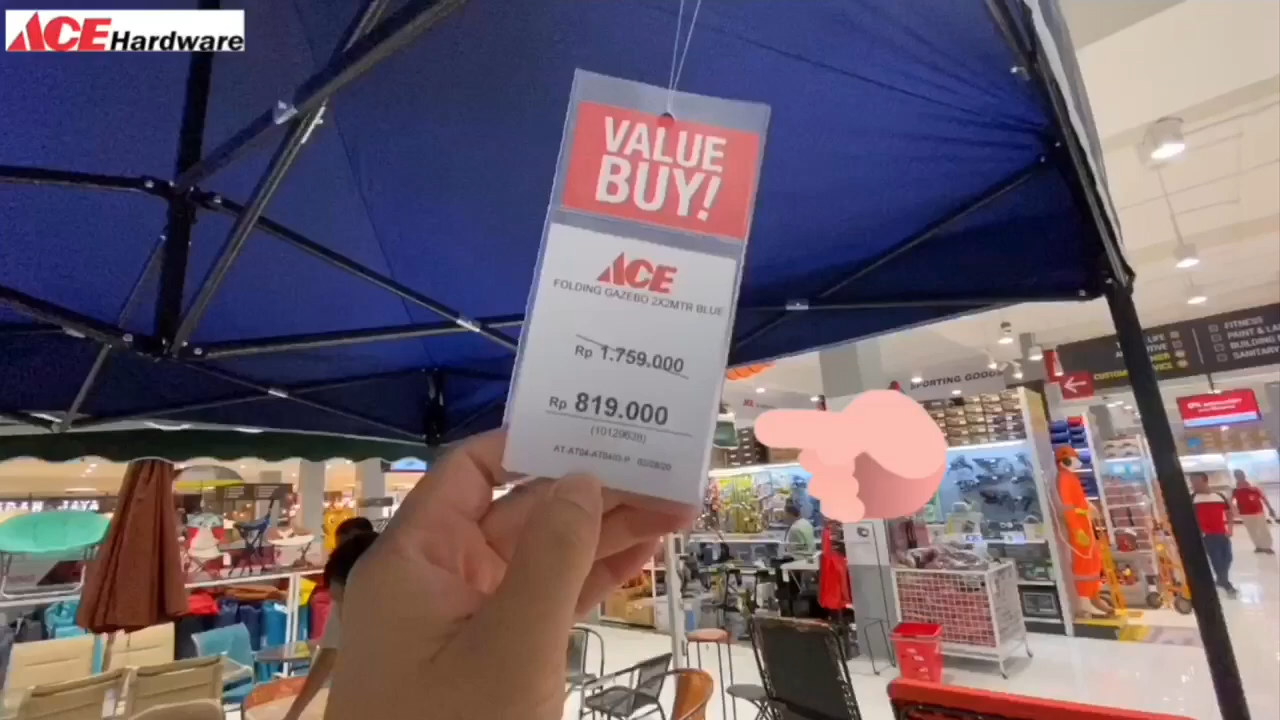 ACE Hardware
VALUE
BUY!
ACE
FOLDING GAZEBO 2X2MTR BLUE
Rp 1.759.000
Rp 819.000
(10129628)
SPORTING GOODS
FITNESS
PAINT & LA
BUILDING
SANITARY